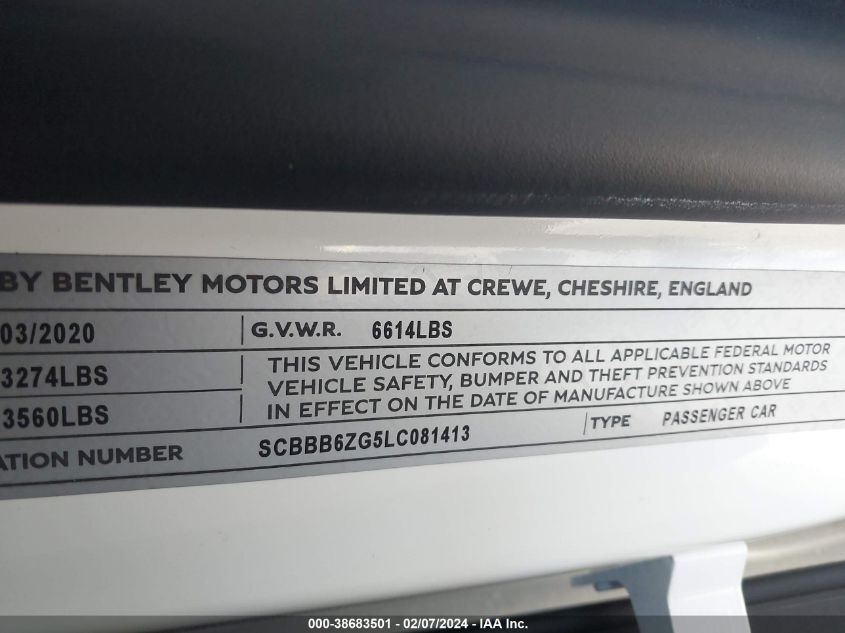 BY BENTLEY MOTORS LIMITED AT CREWE, CHESHIRE, ENGLAND
03/2020 G.V.W.R. 6614LBS
3274LBS
3560LBS
THIS VEHICLE CONFORMS TO ALL APPLICABLE FEDERAL MOTOR
VEHICLE SAFETY, BUMPER AND THEFT PREVENTION STANDARDS
IN EFFECT ON THE DATE OF MANUFACTURE SHOWN ABOVE
ATION NUMBER SCBBB6ZG5LC081413 TYPE PASSENGER CAR
000-38683501 - 02/07/2024 - IAA Inc.